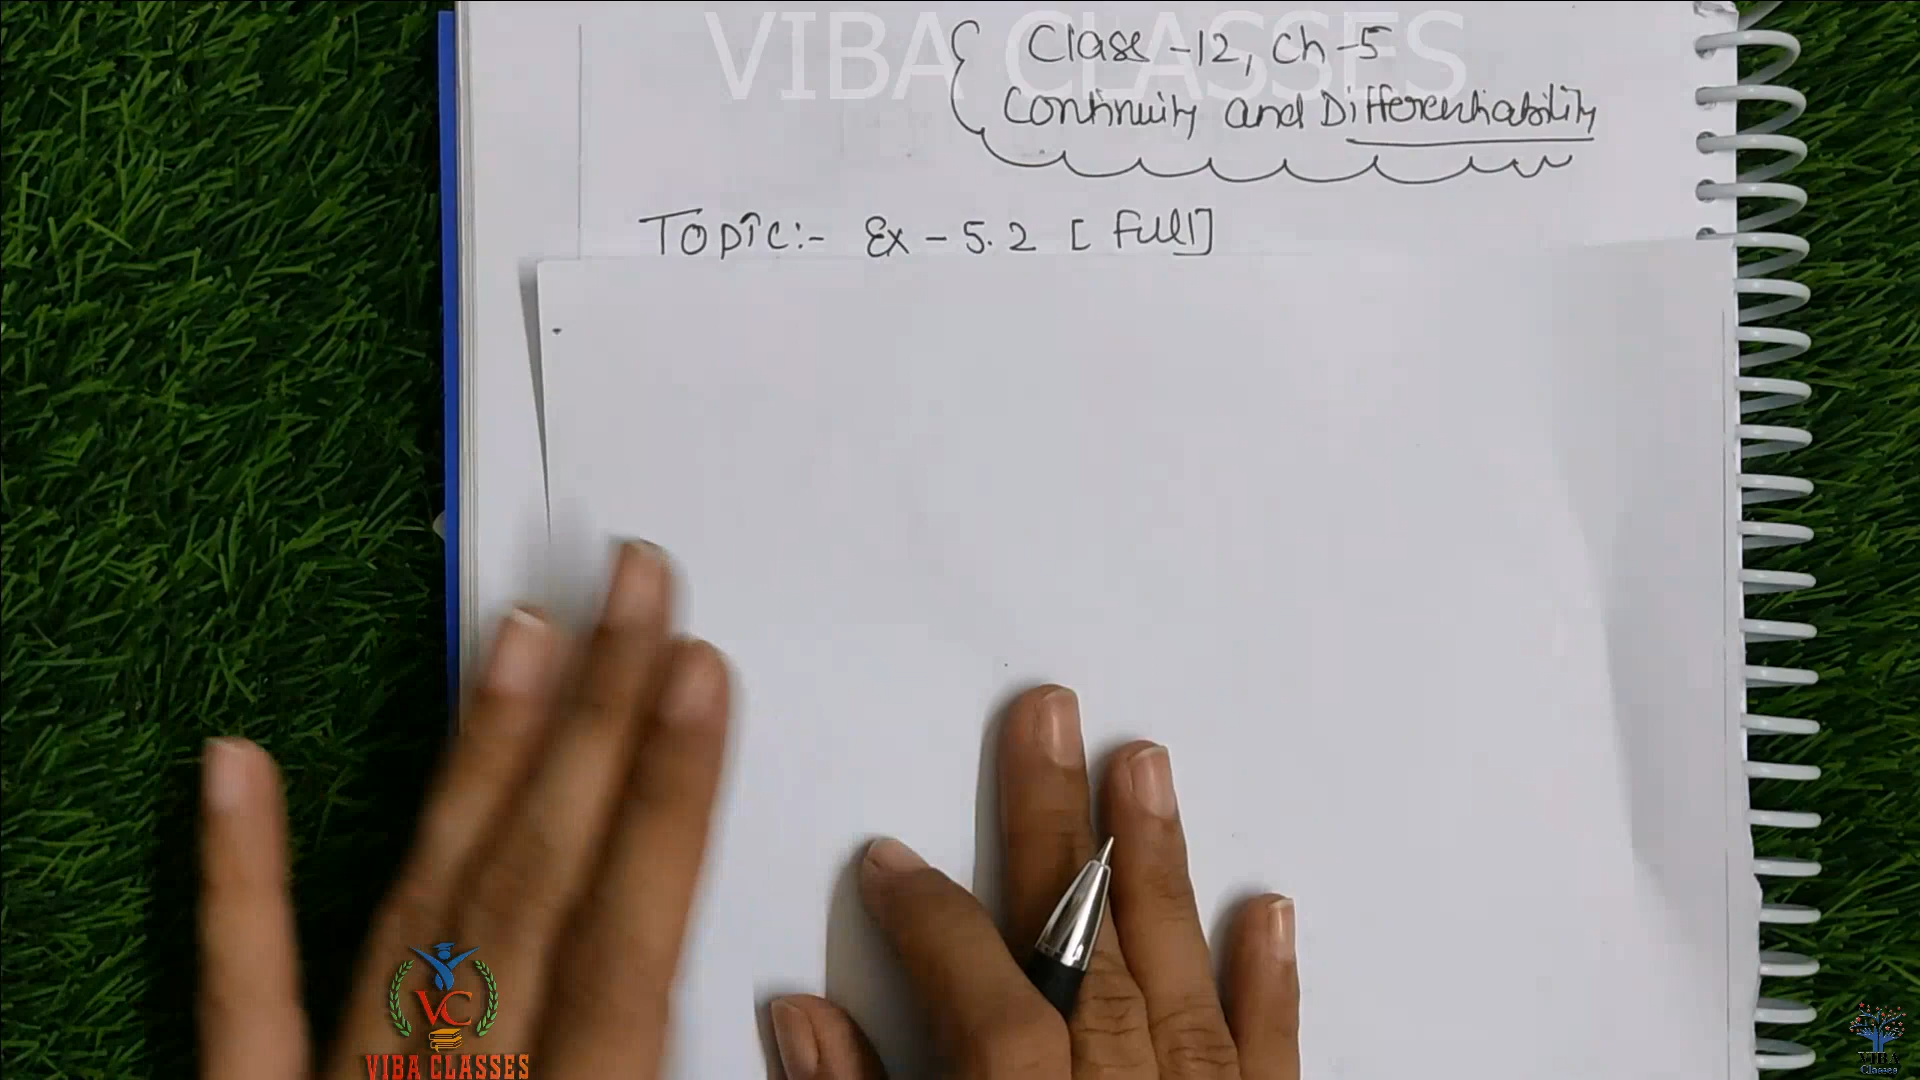 VIBA CLASSES
Class -12, Ch -5
Continuity and Differentiability
Topic:- Ex - 5.2 [Full]
VC
VIBA CLASSES
VIBA
Classes